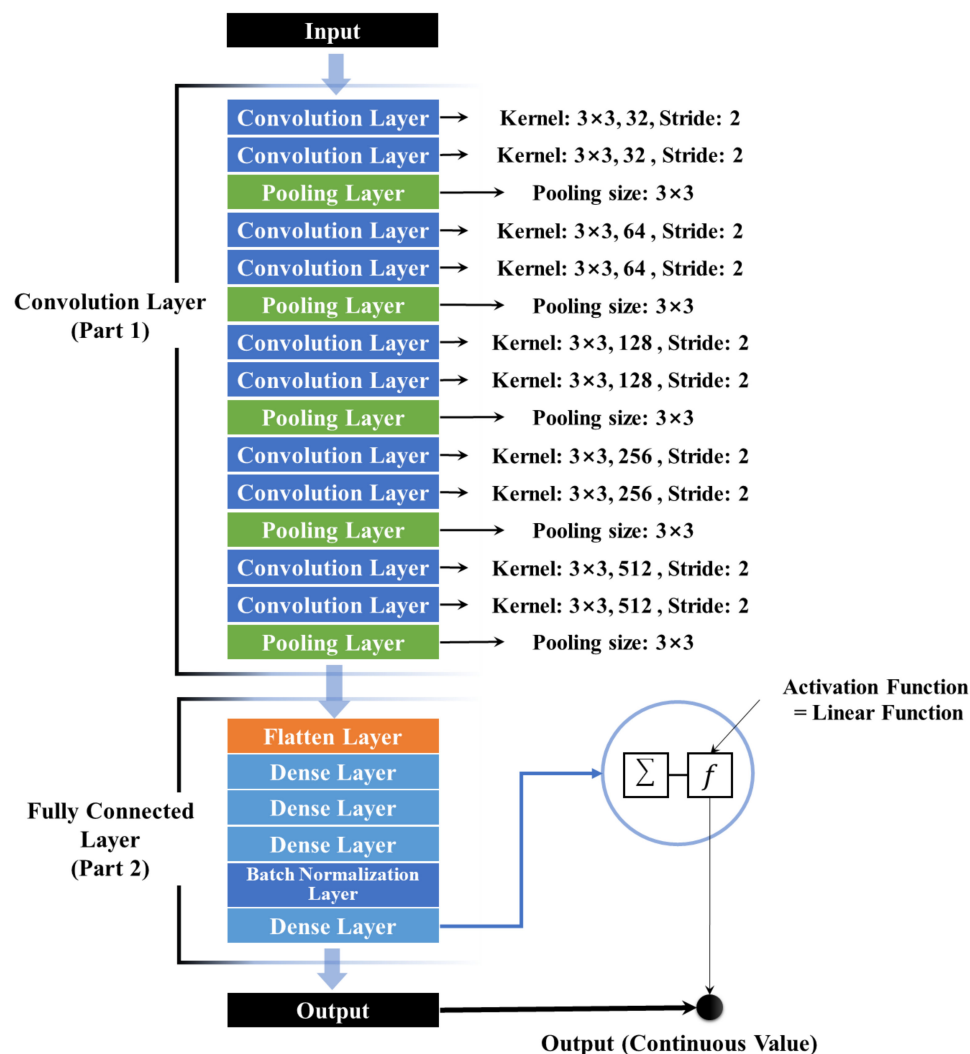 Input
Convolution Layer
Kernel: 3×3, 32, Stride: 2
Convolution Layer
Kernel: 3×3, 32 , Stride: 2
Pooling Layer
Pooling size: 3×3
Convolution Layer
Kernel: 3×3, 64 , Stride: 2
Convolution Layer
Kernel: 3×3, 64 , Stride: 2
Pooling Layer
Pooling size: 3×3
Convolution Layer
(Part 1)
Convolution Layer
Kernel: 3×3, 128 , Stride: 2
Convolution Layer
Kernel: 3×3, 128 , Stride: 2
Pooling Layer
Pooling size: 3×3
Convolution Layer
Kernel: 3×3, 256 , Stride: 2
Convolution Layer
Kernel: 3×3, 256 , Stride: 2
Pooling Layer
Pooling size: 3×3
Convolution Layer
Kernel: 3×3, 512 , Stride: 2
Convolution Layer
Kernel: 3×3, 512 , Stride: 2
Pooling Layer
Pooling size: 3×3
Activation Function
= Linear Function
Flatten Layer
Dense Layer
Dense Layer
Dense Layer
Batch Normalization
Layer
Dense Layer
Fully Connected
Layer
(Part 2)
∑
f
Output
Output (Continuous Value)